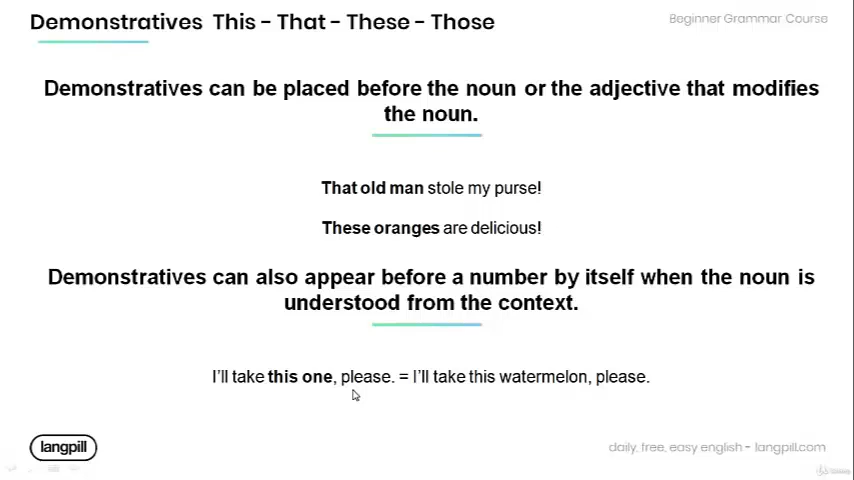 Demonstratives This - That - These - Those
Beginner Grammar Course
Demonstratives can be placed before the noun or the adjective that modifies
the noun.
That old man stole my purse!
These oranges are delicious!
Demonstratives can also appear before a number by itself when the noun is
understood from the context.
I'll take this one, please. = I'll take this watermelon, please.
langpill
daily, free, easy english - langpill.com